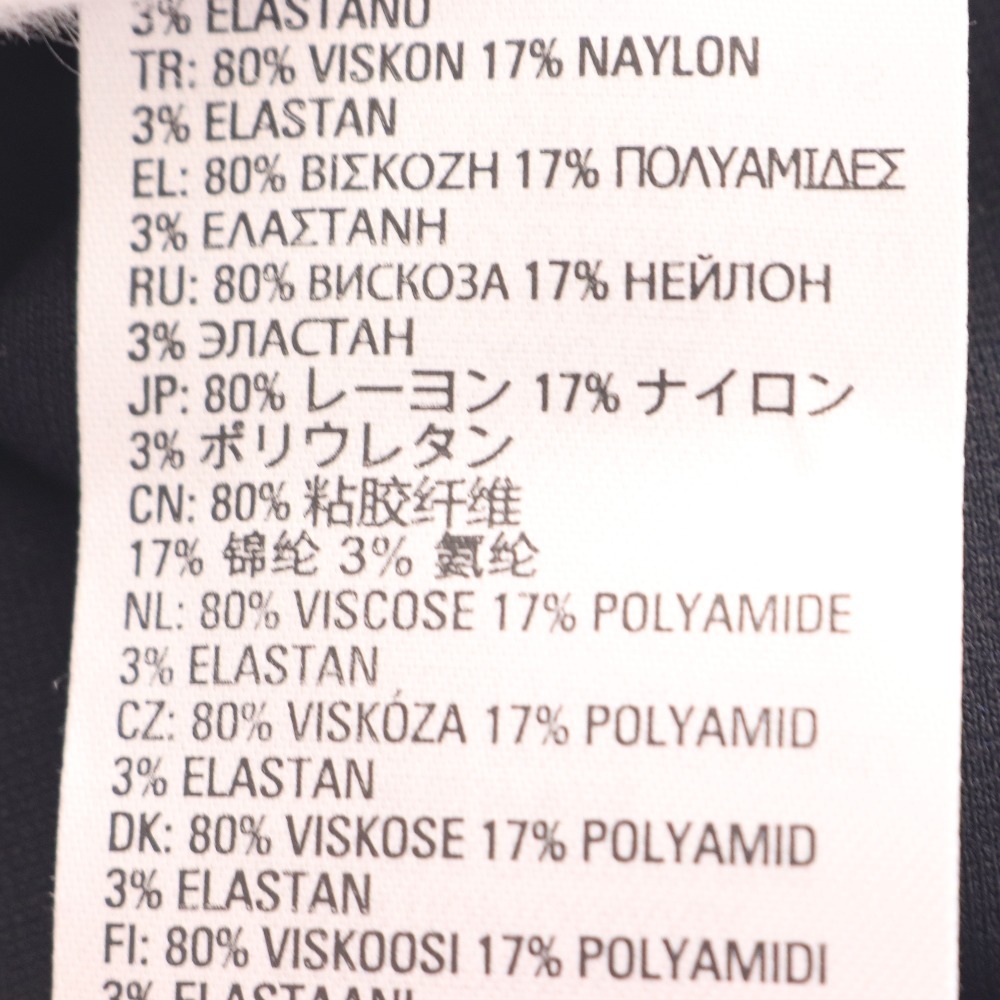 3% ELASTANO
TR: 80% VISKON 17% NAYLON
3% ELASTAN
EL: 80% ΒΙΣΚΟΖΗ 17% ΠΟΛΥΑΜΙΔΕΣ
3% ΕΛΑΣΤΑΝΗ
RU: 80% ВИСКОЗА 17% НЕЙЛОН
3% ЭЛАСТАН
JP: 80% レーヨン 17% ナイロン
3% ポリウレタン
CN: 80% 粘胶纤维
17% 锦纶 3% 氨纶
NL: 80% VISCOSE 17% POLYAMIDE
3% ELASTAN
CZ: 80% VISKÓZA 17% POLYAMID
3% ELASTAN
DK: 80% VISKOSE 17% POLYAMID
3% ELASTAN
FI: 80% VISKOOSI 17% POLYAMIDI
3% ELASTAANI